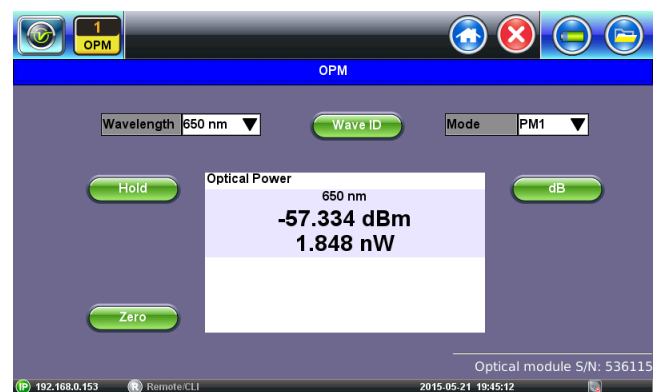 1
OPM
OPM
Wavelength 650 nm
Wave ID
Mode PM1
Hold
Optical Power
650 nm
-57.334 dBm
1.848 nW
dB
Zero
Optical module S/N: 536115
IP 192.168.0.153 R Remote/CLI 2015-05-21 19:45:12